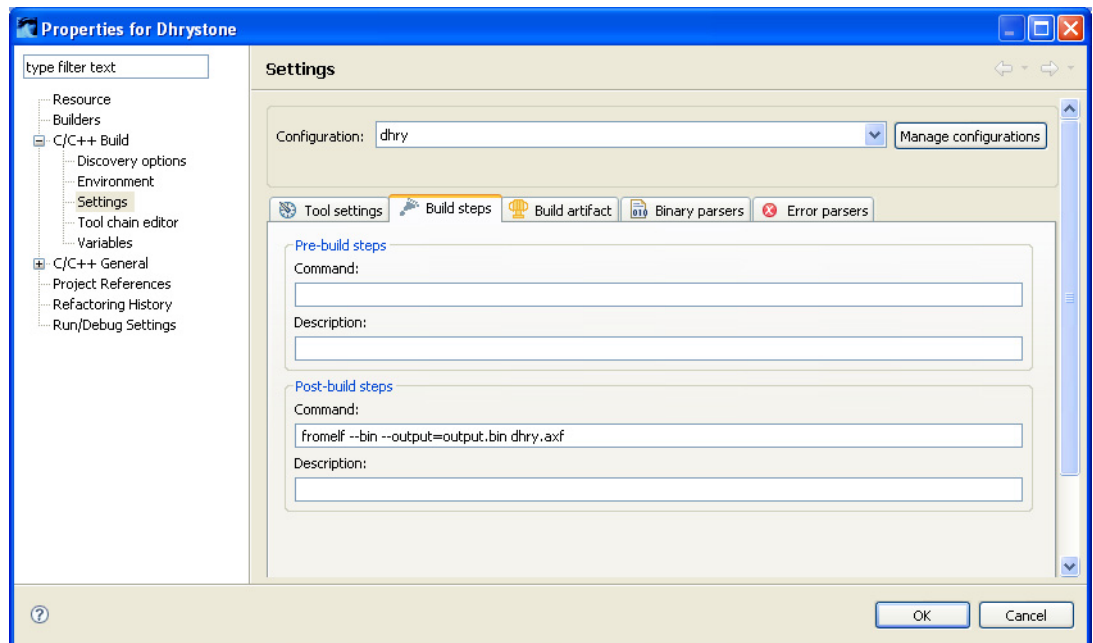 Properties for Dhrystone
type filter text
Resource
Builders
C/C++ Build
Discovery options
Environment
Settings
Tool chain editor
Variables
C/C++ General
Project References
Refactoring History
Run/Debug Settings
Settings
Configuration: dhry Manage configurations
Tool settings Build steps Build artifact Binary parsers Error parsers
Pre-build steps
Command:
Description:
Post-build steps
Command:
fromelf --bin --output=output.bin dhry.axf
Description:
OK Cancel